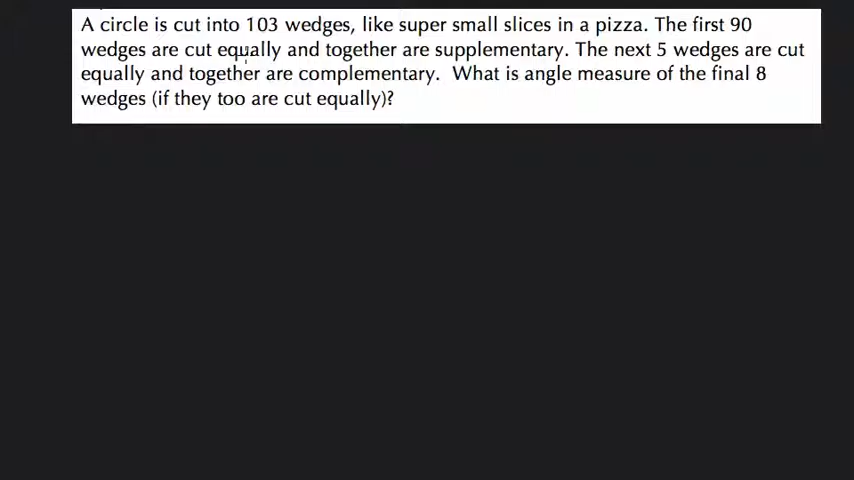 A circle is cut into 103 wedges, like super small slices in a pizza. The first 90
wedges are cut equally and together are supplementary. The next 5 wedges are cut
equally and together are complementary.  What is angle measure of the final 8
wedges (if they too are cut equally)?